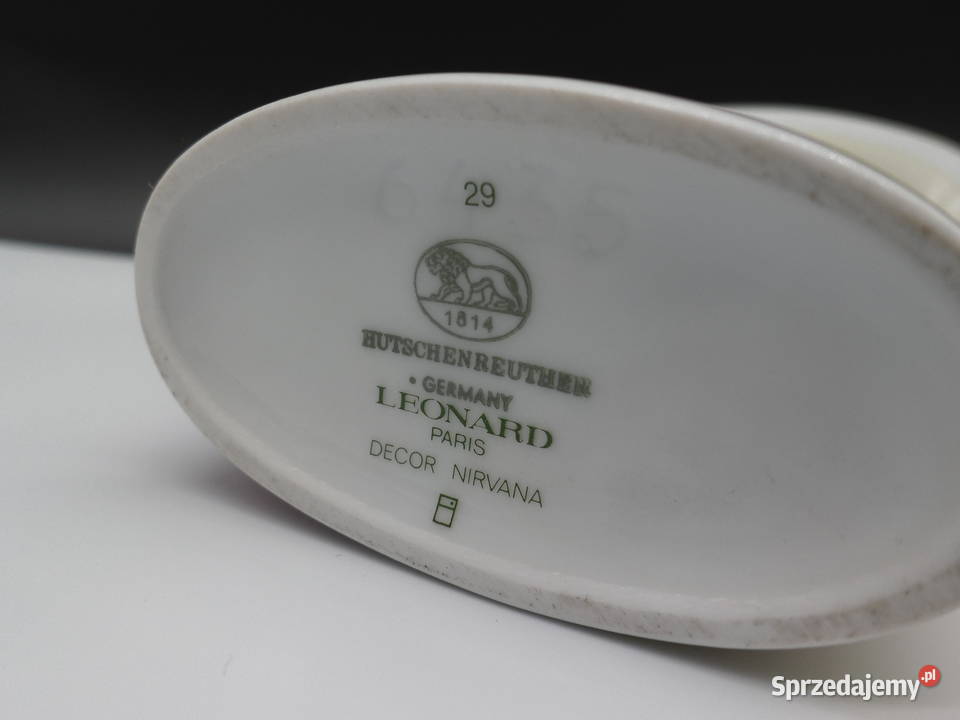 29
1814
HUTSCHENREUTHER
• GERMANY
LEONARD
PARIS
DECOR NIRVANA
Sprzedajemy.pl